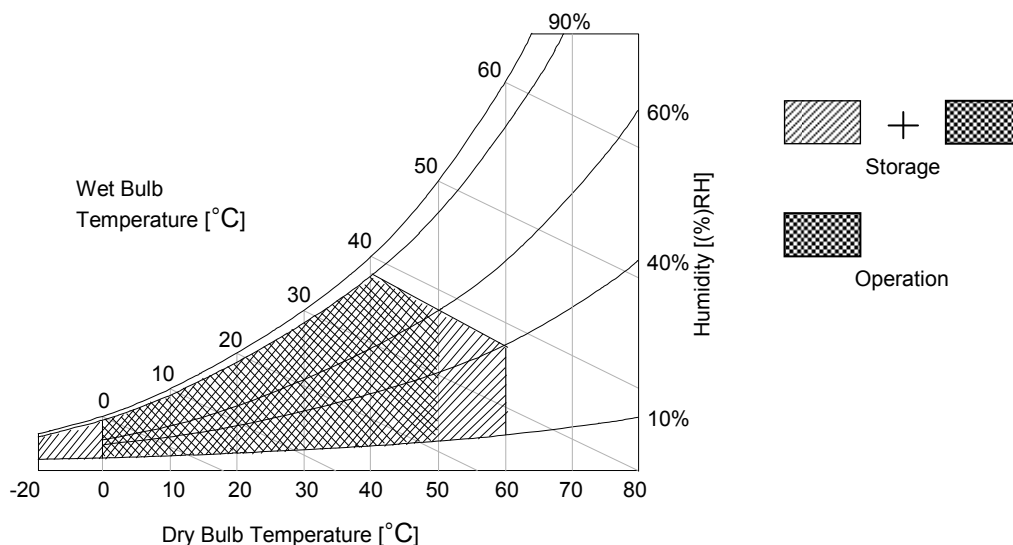 90%
60
60%
50
Wet Bulb
Temperature [°C]
Humidity [(%)RH]
Storage
40
40%
Operation
30
20
10
0
10%
-20 0 10 20 30 40 50 60 70 80
Dry Bulb Temperature [°C]